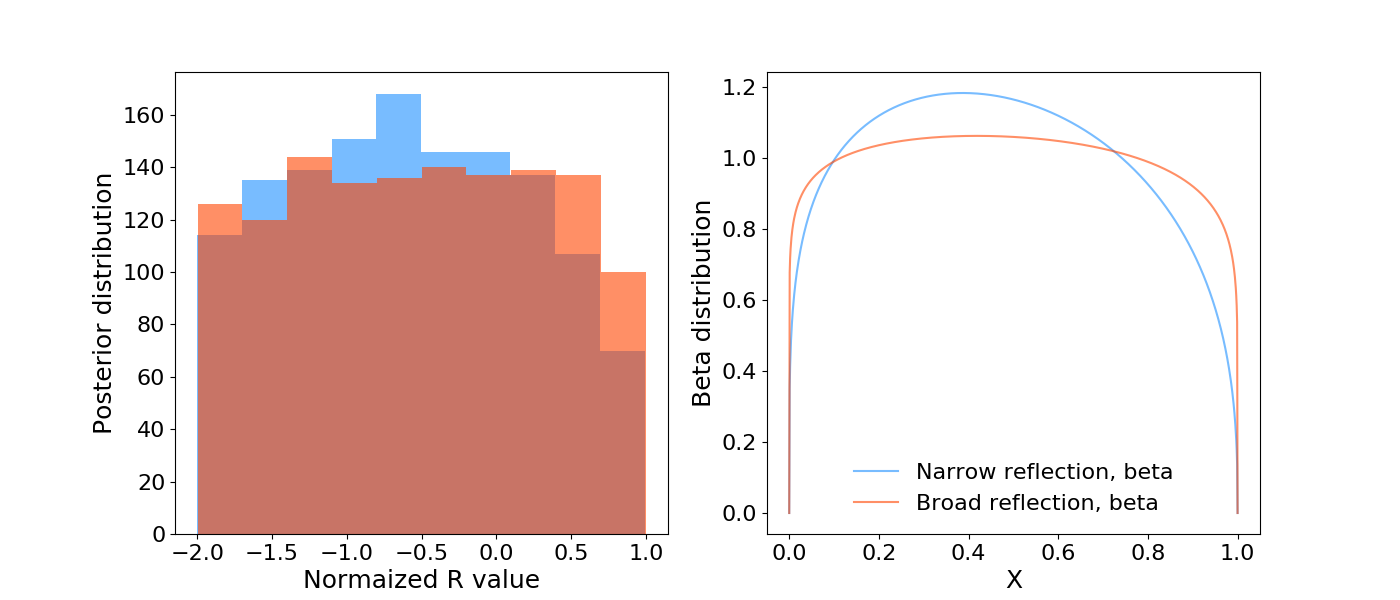 Posterior distribution
160
140
120
100
80
60
40
20
0
−2.0 −1.5 −1.0 −0.5 0.0 0.5 1.0
Normaized R value
Beta distribution
1.2
1.0
0.8
0.6
0.4
0.2
0.0
Narrow reflection, beta
Broad reflection, beta
0.0 0.2 0.4 0.6 0.8 1.0
X